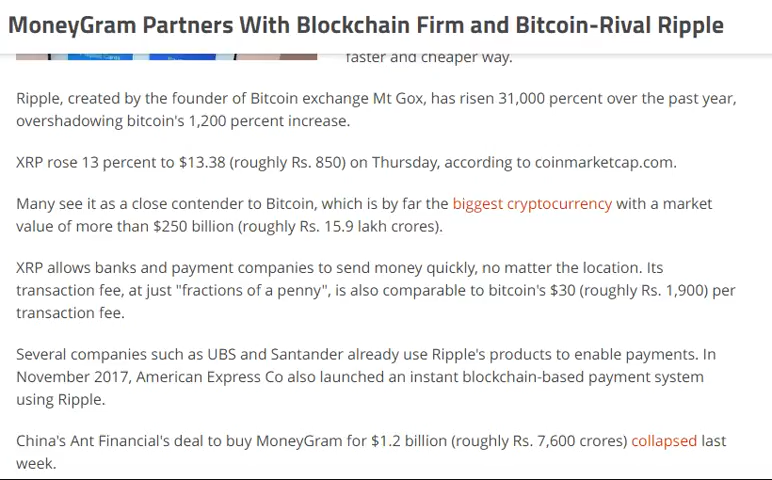 MoneyGram Partners With Blockchain Firm and Bitcoin-Rival Ripple
faster and cheaper way.
Ripple, created by the founder of Bitcoin exchange Mt Gox, has risen 31,000 percent over the past year,
overshadowing bitcoin's 1,200 percent increase.
XRP rose 13 percent to $13.38 (roughly Rs. 850) on Thursday, according to coinmarketcap.com.
Many see it as a close contender to Bitcoin, which is by far the biggest cryptocurrency with a market
value of more than $250 billion (roughly Rs. 15.9 lakh crores).
XRP allows banks and payment companies to send money quickly, no matter the location. Its
transaction fee, at just "fractions of a penny", is also comparable to bitcoin's $30 (roughly Rs. 1,900) per
transaction fee.
Several companies such as UBS and Santander already use Ripple's products to enable payments. In
November 2017, American Express Co also launched an instant blockchain-based payment system
using Ripple.
China's Ant Financial's deal to buy MoneyGram for $1.2 billion (roughly Rs. 7,600 crores) collapsed last
week.